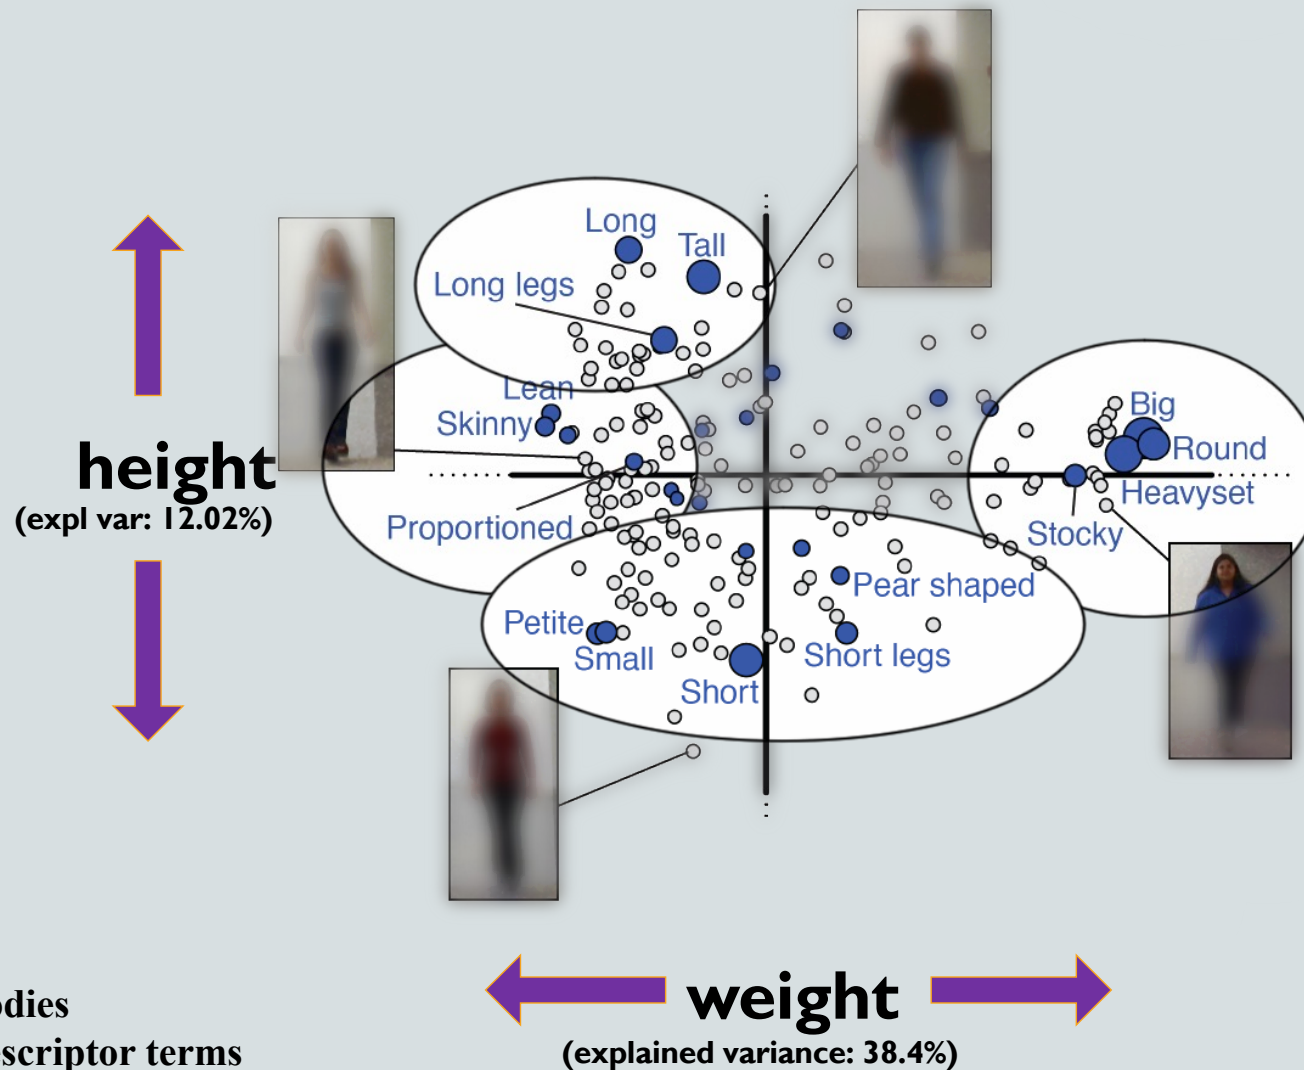 Long
Tall
Long legs
Lean
Skinny
Big
Round
height
(expl var: 12.02%)
Heavyset
Proportioned
Stocky
Pear shaped
Petite
Small
Short legs
Short
weight
(explained variance: 38.4%)